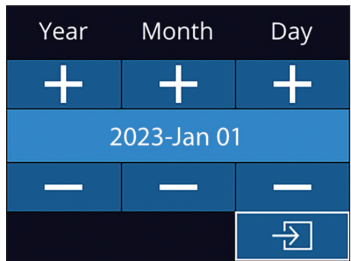 Year Month Day
+ + +
2023-Jan 01
— — —